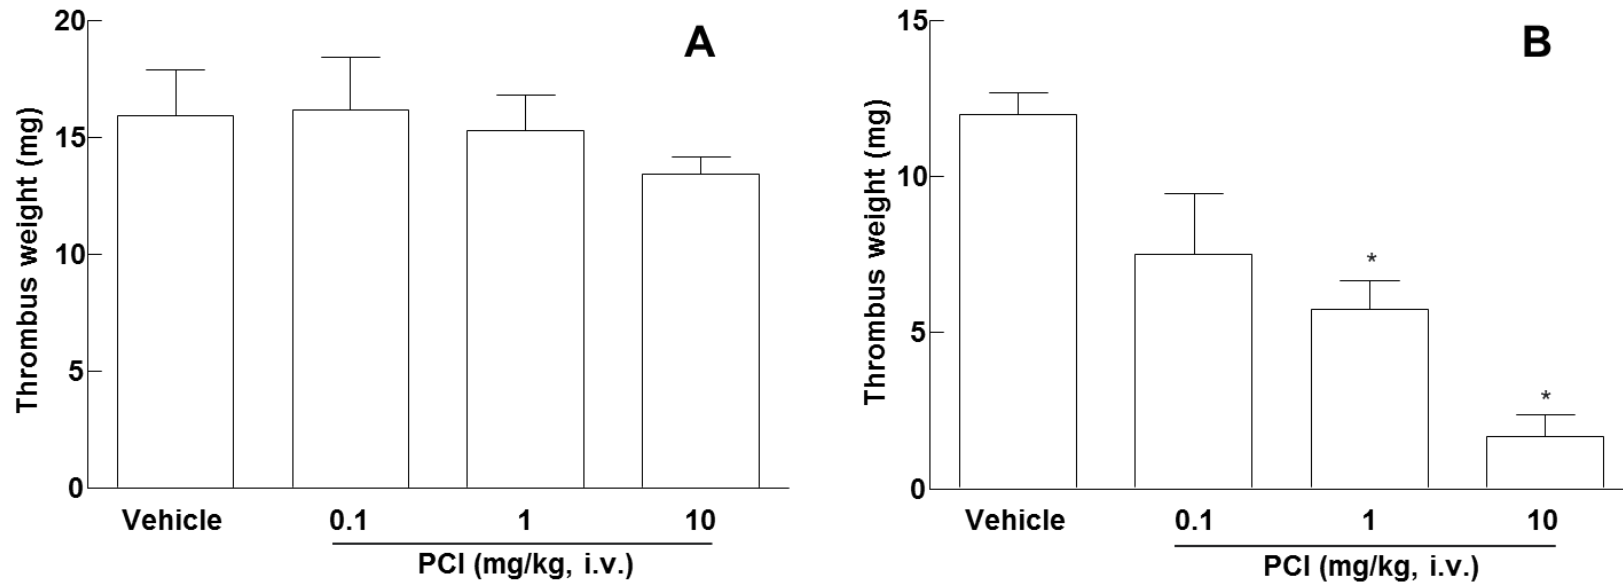 A
Thrombus weight (mg)
20
15
10
5
0
Vehicle 0.1 1 10
PCI (mg/kg, i.v.)
B
Thrombus weight (mg)
15
10
5
0
*
*
Vehicle 0.1 1 10
PCI (mg/kg, i.v.)